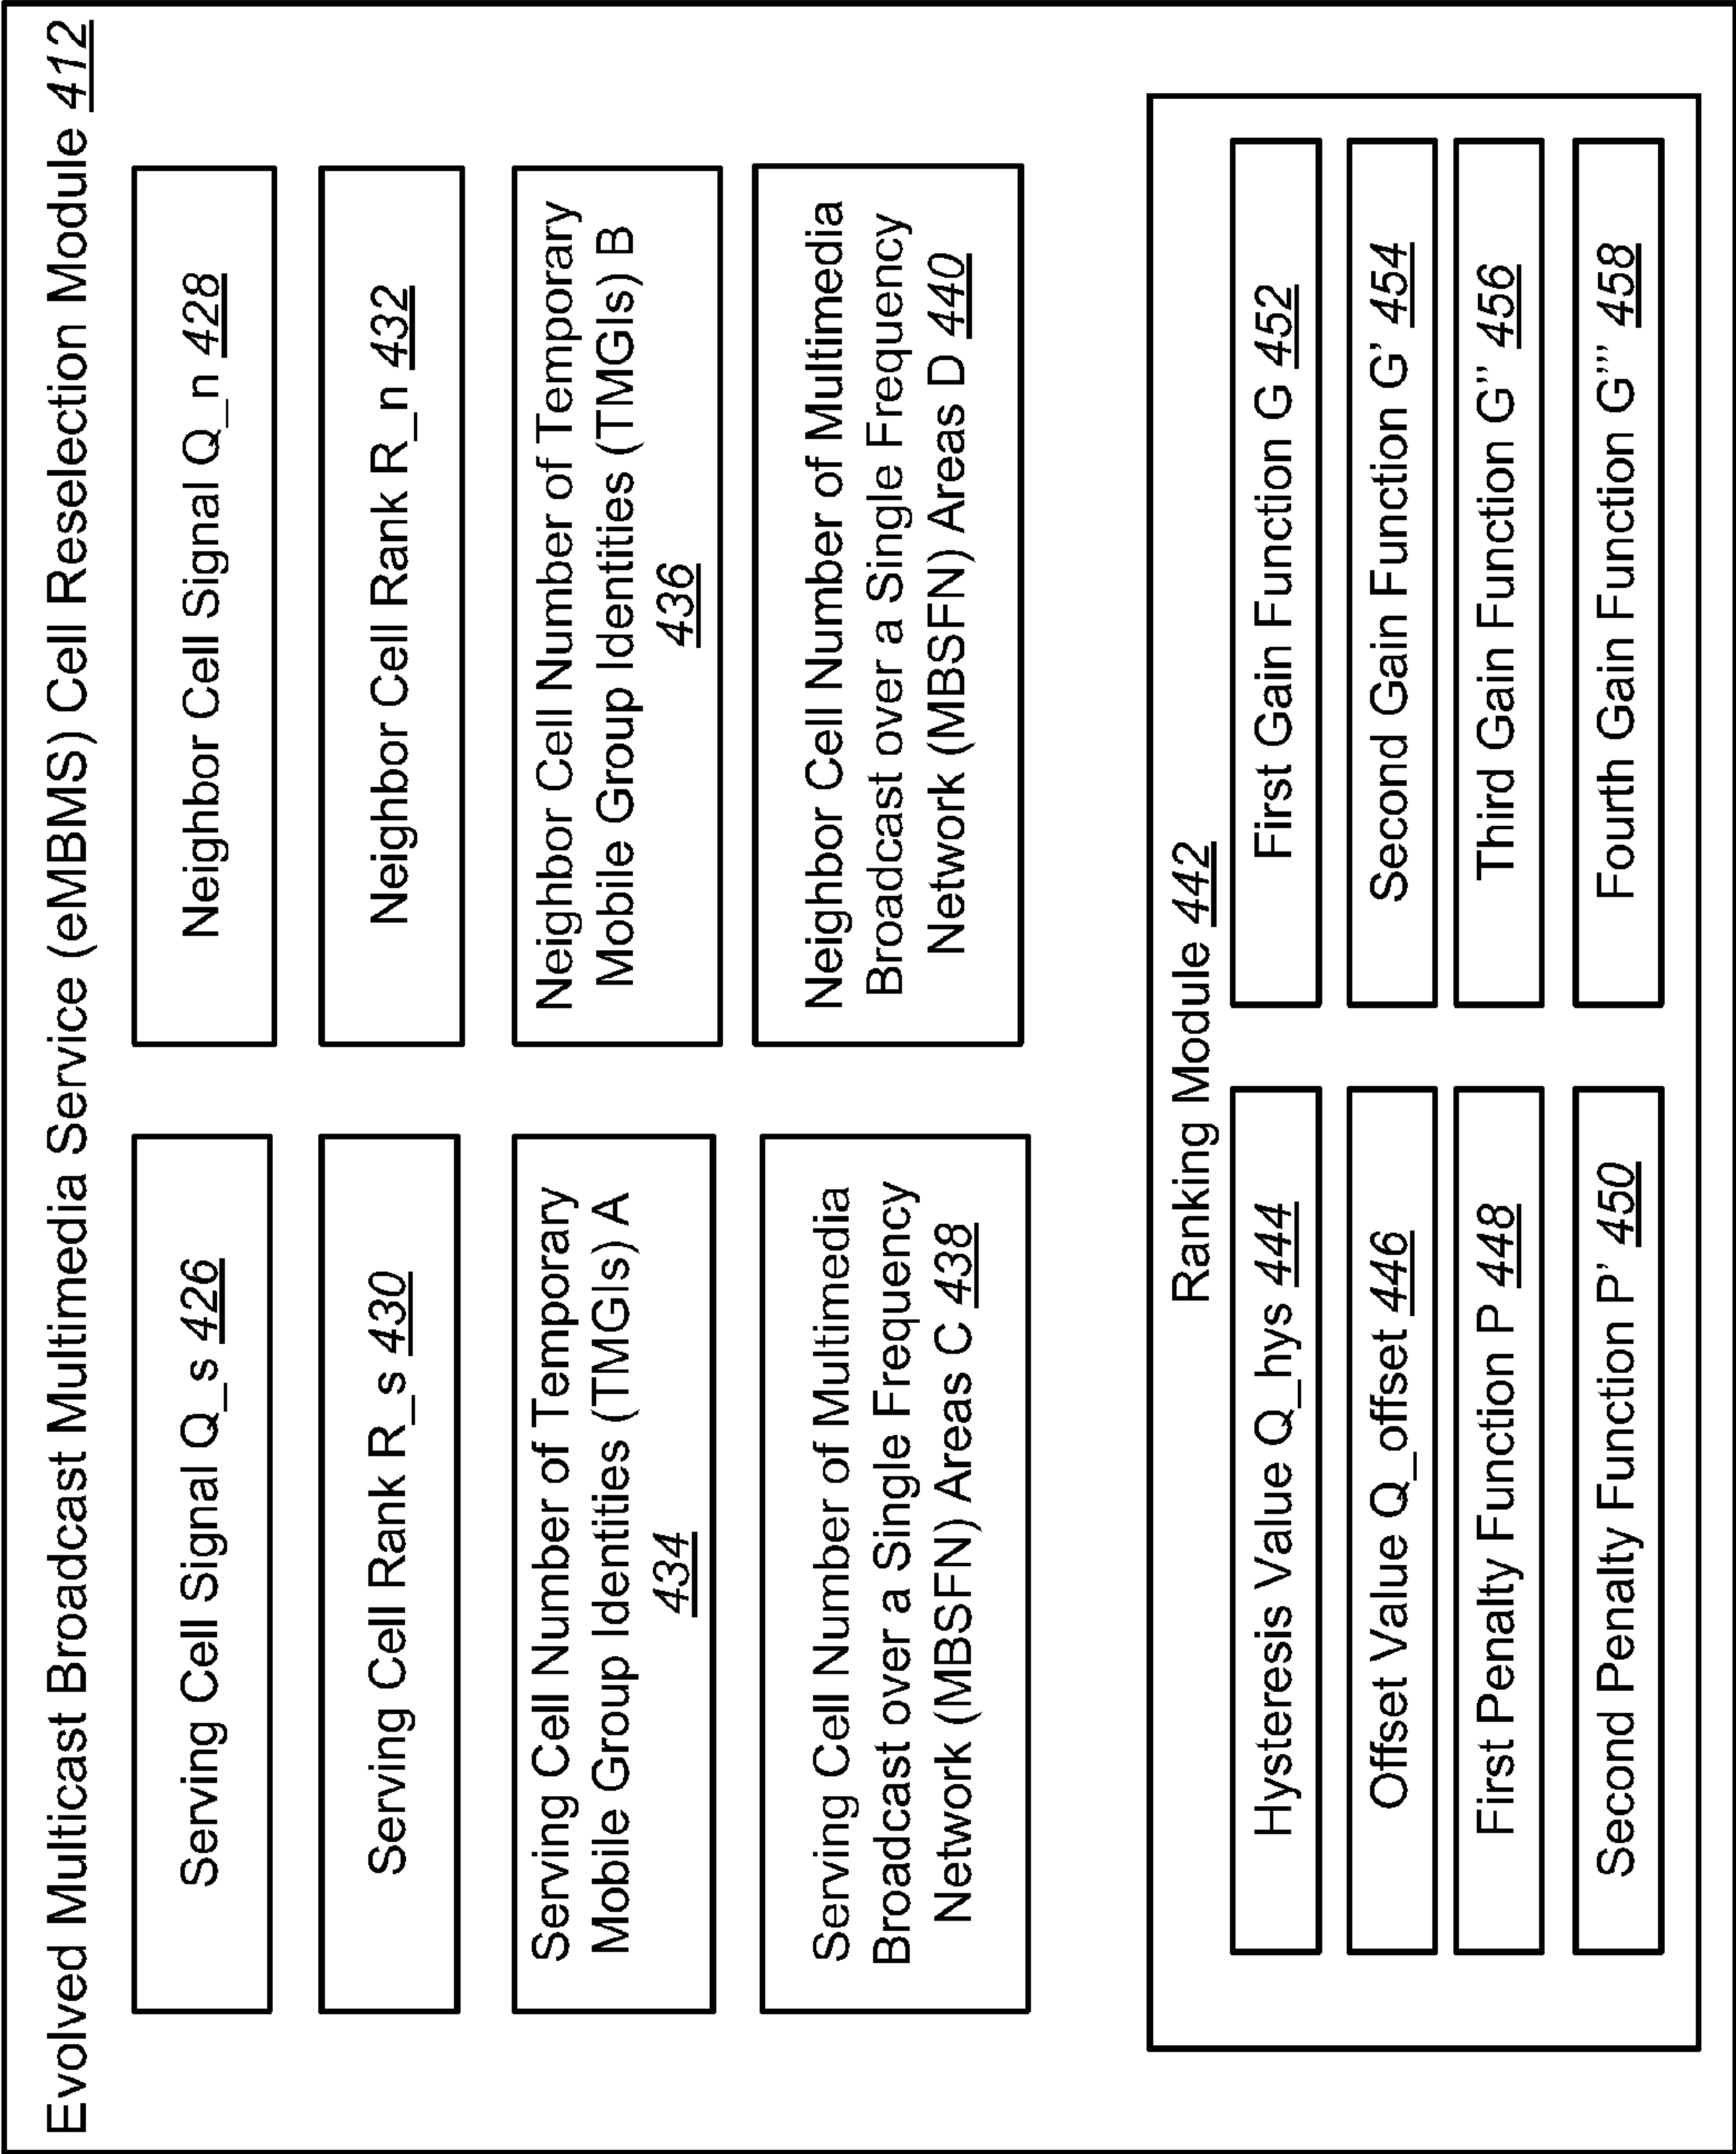 Evolved Multicast Broadcast Multimedia Service (eMBMS) Cell Reselection Module 412
Serving Cell Signal Q_s 426
Neighbor Cell Signal Q_n 428
Serving Cell Rank R_s 430
Neighbor Cell Rank R_n 432
Serving Cell Number of Temporary
Mobile Group Identities (TMGIs) A
434
Neighbor Cell Number of Temporary
Mobile Group Identities (TMGIs) B
436
Serving Cell Number of Multimedia
Broadcast over a Single Frequency
Network (MBSFN) Areas C 438
Neighbor Cell Number of Multimedia
Broadcast over a Single Frequency
Network (MBSFN) Areas D 440
Ranking Module 442
Hysteresis Value Q_hys 444
First Gain Function G 452
Offset Value Q_offset 446
Second Gain Function G' 454
First Penalty Function P 448
Third Gain Function G'' 456
Second Penalty Function P' 450
Fourth Gain Function G''' 458